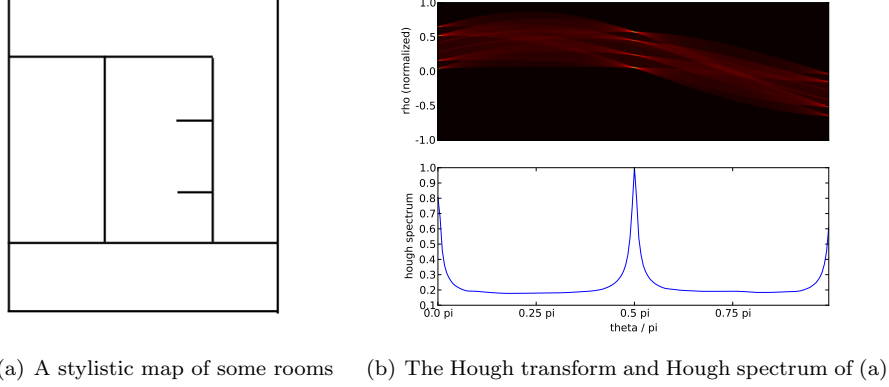 1.0
0.5
0.0
-0.5
-1.0
rho (normalized)
1.0
0.9
0.8
0.7
0.6
0.5
0.4
0.3
0.2
0.1
hough spectrum
0.0 pi 0.25 pi 0.5 pi 0.75 pi
theta / pi
(a) A stylistic map of some rooms
(b) The Hough transform and Hough spectrum of (a)